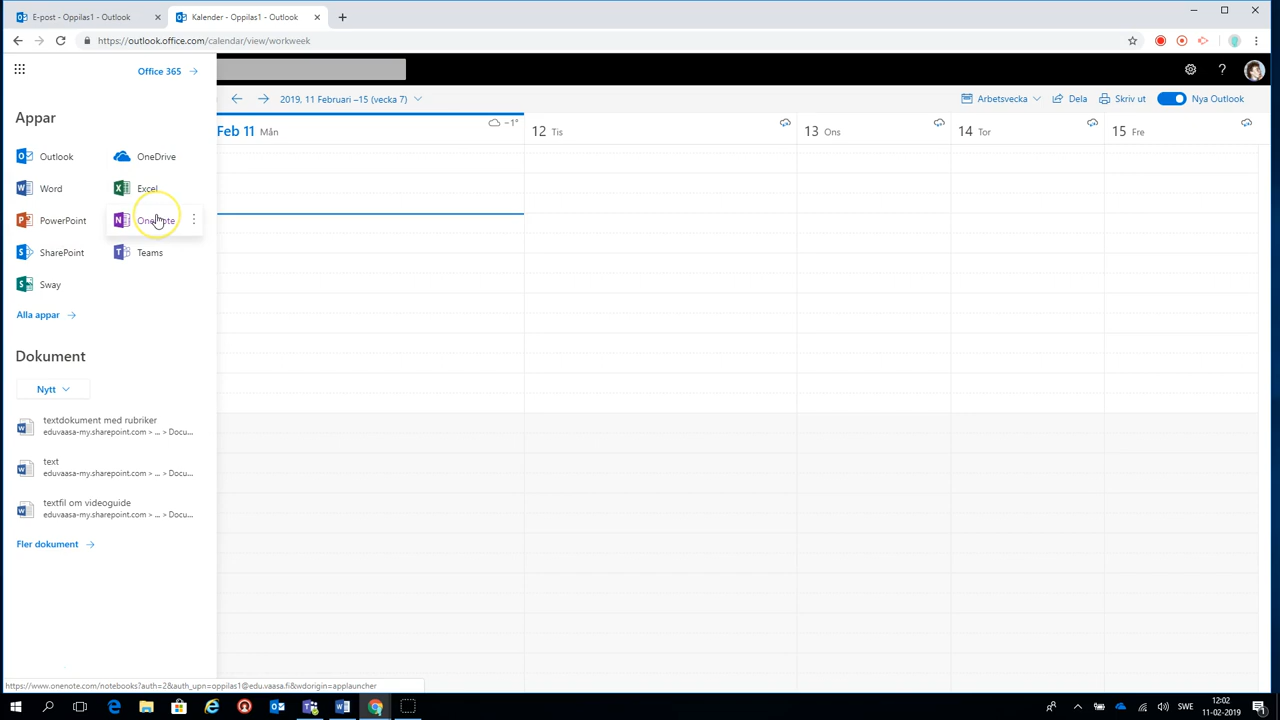 E-post - Oppilas1 - Outlook
Kalender - Oppilas1 - Outlook
https://outlook.office.com/calendar/view/workweek
Office 365
2019, 11 Februari –15 (vecka 7)
Arbetsvecka
Dela
Skriv ut
Nya Outlook
Appar
Feb 11 Mån
−1°
12 Tis
13 Ons
14 Tor
15 Fre
Outlook
OneDrive
Word
Excel
PowerPoint
OneNote
SharePoint
Teams
Sway
Alla appar
Dokument
Nytt
textdokument med rubriker
eduvaasa-my.sharepoint.com > ... > Docu...
text
eduvaasa-my.sharepoint.com > ... > Docu...
textfil om videoguide
eduvaasa-my.sharepoint.com > ... > Docu...
Fler dokument
https://www.onenote.com/notebooks?auth=2&auth_upn=oppilas1@edu.vaasa.fi&wdorigin=applauncher
SWE
12:02
11-02-2019